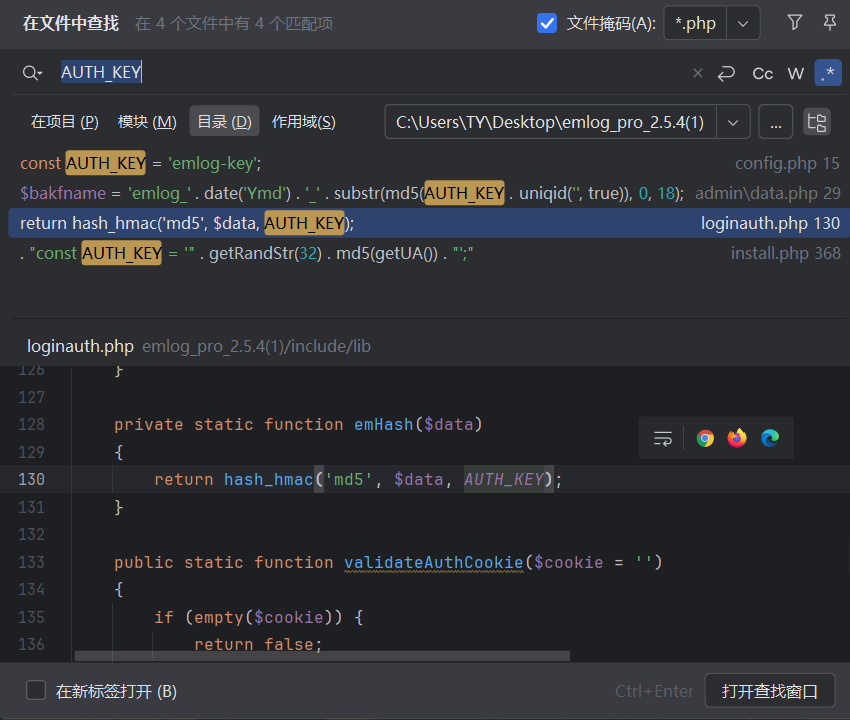 在文件中查找 在 4 个文件中有 4 个匹配项 文件掩码(A): *.php
AUTH_KEY Cc W .*
在项目 (P) 模块 (M) 目录 (D) 作用域(S) C:\Users\TY\Desktop\emlog_pro_2.5.4(1) ...
const AUTH_KEY = 'emlog-key'; config.php 15
$bakfname = 'emlog_' . date('Ymd') . '_' . substr(md5(AUTH_KEY . uniqid('', true)), 0, 18); admin\data.php 29
return hash_hmac('md5', $data, AUTH_KEY); loginauth.php 130
. "const AUTH_KEY = '" . getRandStr(32) . md5(getUA()) . "';" install.php 368
loginauth.php emlog_pro_2.5.4(1)/include/lib
126 }
127
128 private static function emHash($data)
129 {
130 return hash_hmac('md5', $data, AUTH_KEY);
131 }
132
133 public static function validateAuthCookie($cookie = '')
134 {
135 if (empty($cookie)) {
136 return false;
在新标签打开 (B) Ctrl+Enter 打开查找窗口